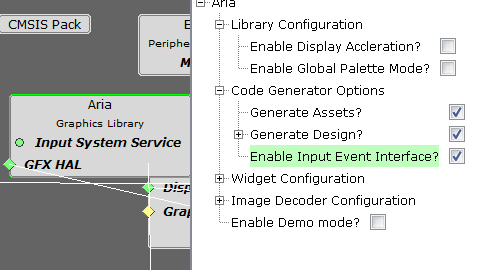 CMSIS Pack
E
Periphe
M
Aria
Graphics Library
Input System Service
GFX HAL
Disp
Grap
Aria
Library Configuration
Enable Display Accleration?
Enable Global Palette Mode?
Code Generator Options
Generate Assets?
Generate Design?
Enable Input Event Interface?
Widget Configuration
Image Decoder Configuration
Enable Demo mode?